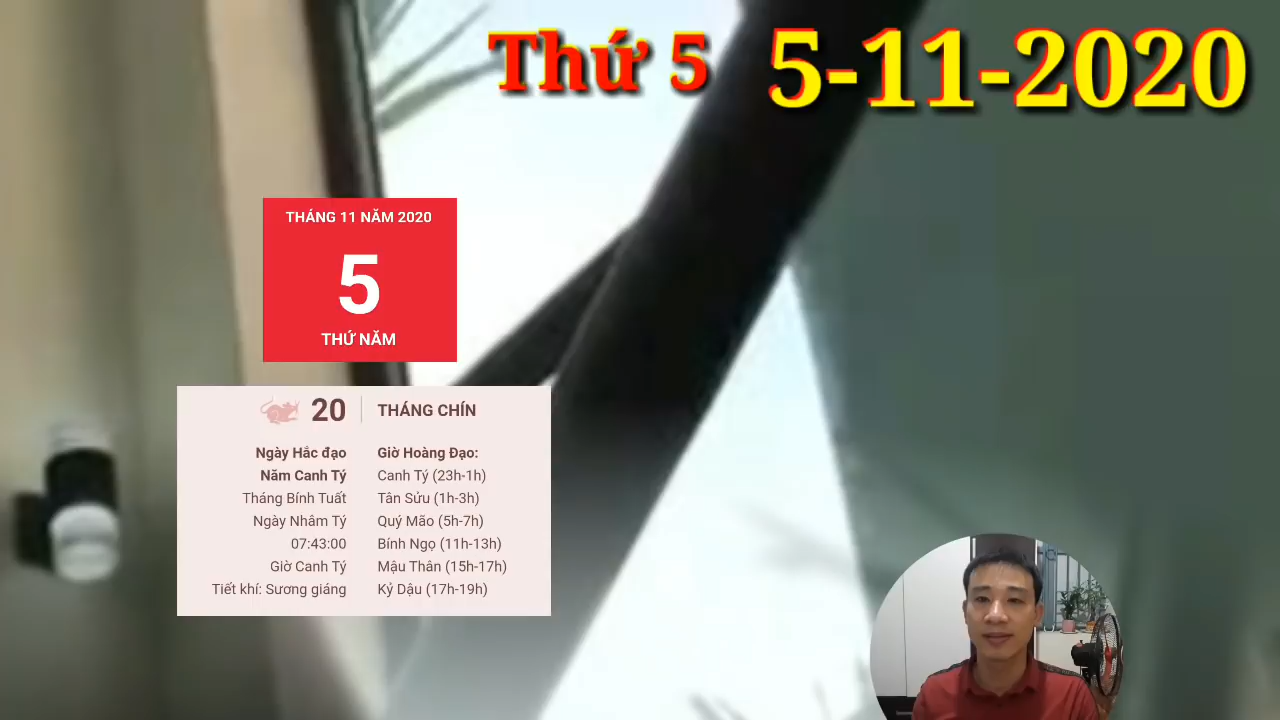 Thứ 5 5-11-2020
THÁNG 11 NĂM 2020
5
THỨ NĂM
20 THÁNG CHÍN
Ngày Hắc đạo
Năm Canh Tý
Tháng Bính Tuất
Ngày Nhâm Tý
07:43:00
Giờ Canh Tý
Tiết khí: Sương giáng
Giờ Hoàng Đạo:
Canh Tý (23h-1h)
Tân Sửu (1h-3h)
Quý Mão (5h-7h)
Bính Ngọ (11h-13h)
Mậu Thân (15h-17h)
Kỷ Dậu (17h-19h)